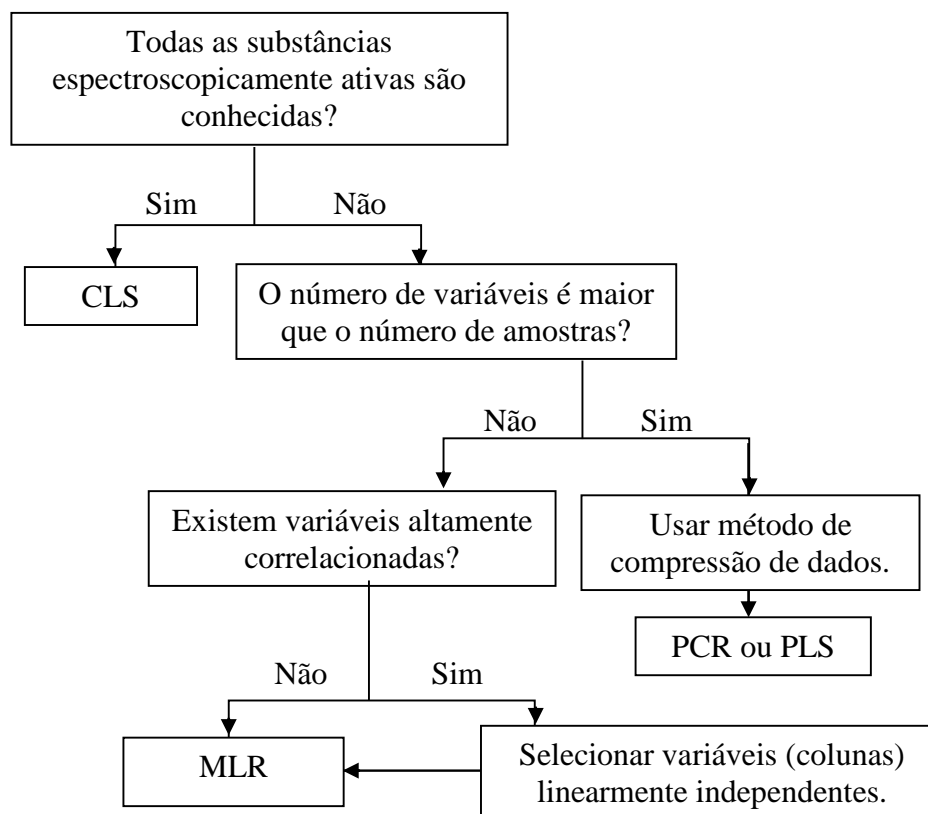 Todas as substâncias
espectroscopicamente ativas são
conhecidas?
Sim
Não
CLS
O número de variáveis é maior
que o número de amostras?
Não
Sim
Existem variáveis altamente
correlacionadas?
Usar método de
compressão de dados.
PCR ou PLS
Não
Sim
MLR
Selecionar variáveis (colunas)
linearmente independentes.